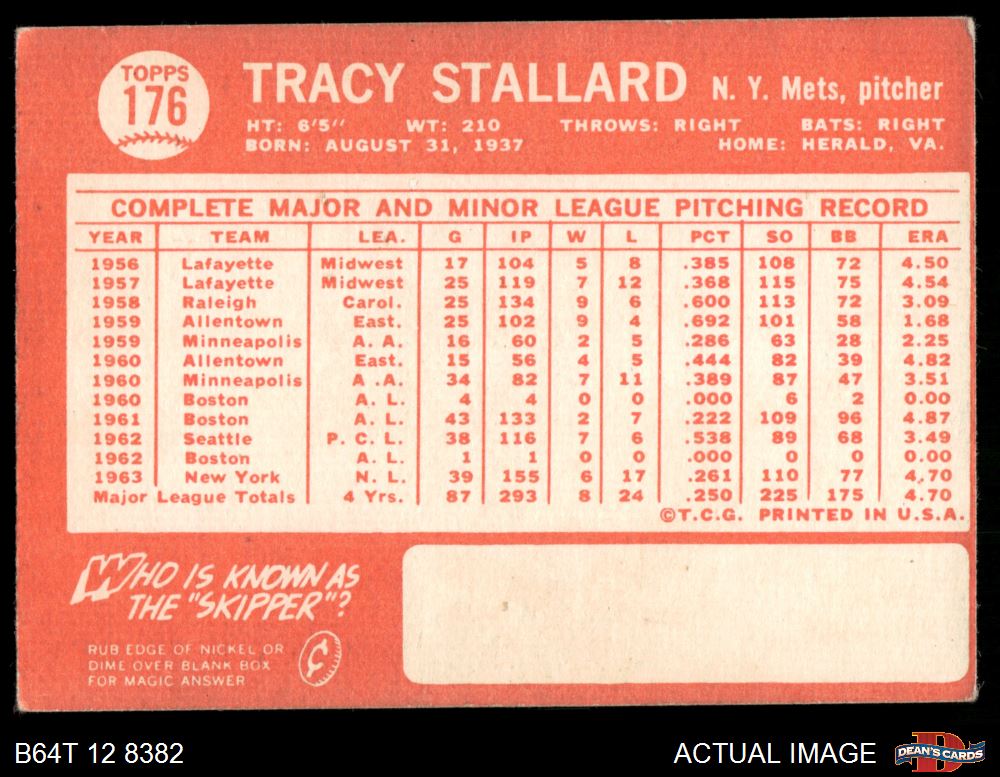 TOPPS
176
TRACY STALLARD N. Y. Mets, pitcher
HT: 6'5" WT: 210 THROWS: RIGHT BATS: RIGHT
BORN: AUGUST 31, 1937 HOME: HERALD, VA.
COMPLETE MAJOR AND MINOR LEAGUE PITCHING RECORD
YEAR TEAM LEA. G IP W L PCT SO BB ERA
1956 Lafayette Midwest 17 104 5 8 .385 108 72 4.50
1957 Lafayette Midwest 25 119 7 12 .368 115 75 4.54
1958 Raleigh Carol. 25 134 9 6 .600 113 72 3.09
1959 Allentown East. 25 102 9 4 .692 101 58 1.68
1959 Minneapolis A. A. 16 60 2 5 .286 63 28 2.25
1960 Allentown East. 15 56 4 5 .444 82 39 4.82
1960 Minneapolis A .A. 34 82 7 11 .389 87 47 3.51
1960 Boston A. L. 4 4 0 0 .000 6 2 0.00
1961 Boston A. L. 43 133 2 7 .222 109 96 4.87
1962 Seattle P. C. L. 38 116 7 6 .538 89 68 3.49
1962 Boston A. L. 1 1 0 0 .000 0 0 0.00
1963 New York N. L. 39 155 6 17 .261 110 77 4.70
Major League Totals 4 Yrs. 87 293 8 24 .250 225 175 4.70
©T.C.G. PRINTED IN U.S.A.
WHO IS KNOWN AS
THE "SKIPPER"?
RUB EDGE OF NICKEL OR
DIME OVER BLANK BOX
FOR MAGIC ANSWER
¢
B64T 12 8382 ACTUAL IMAGE DEAN'S CARDS